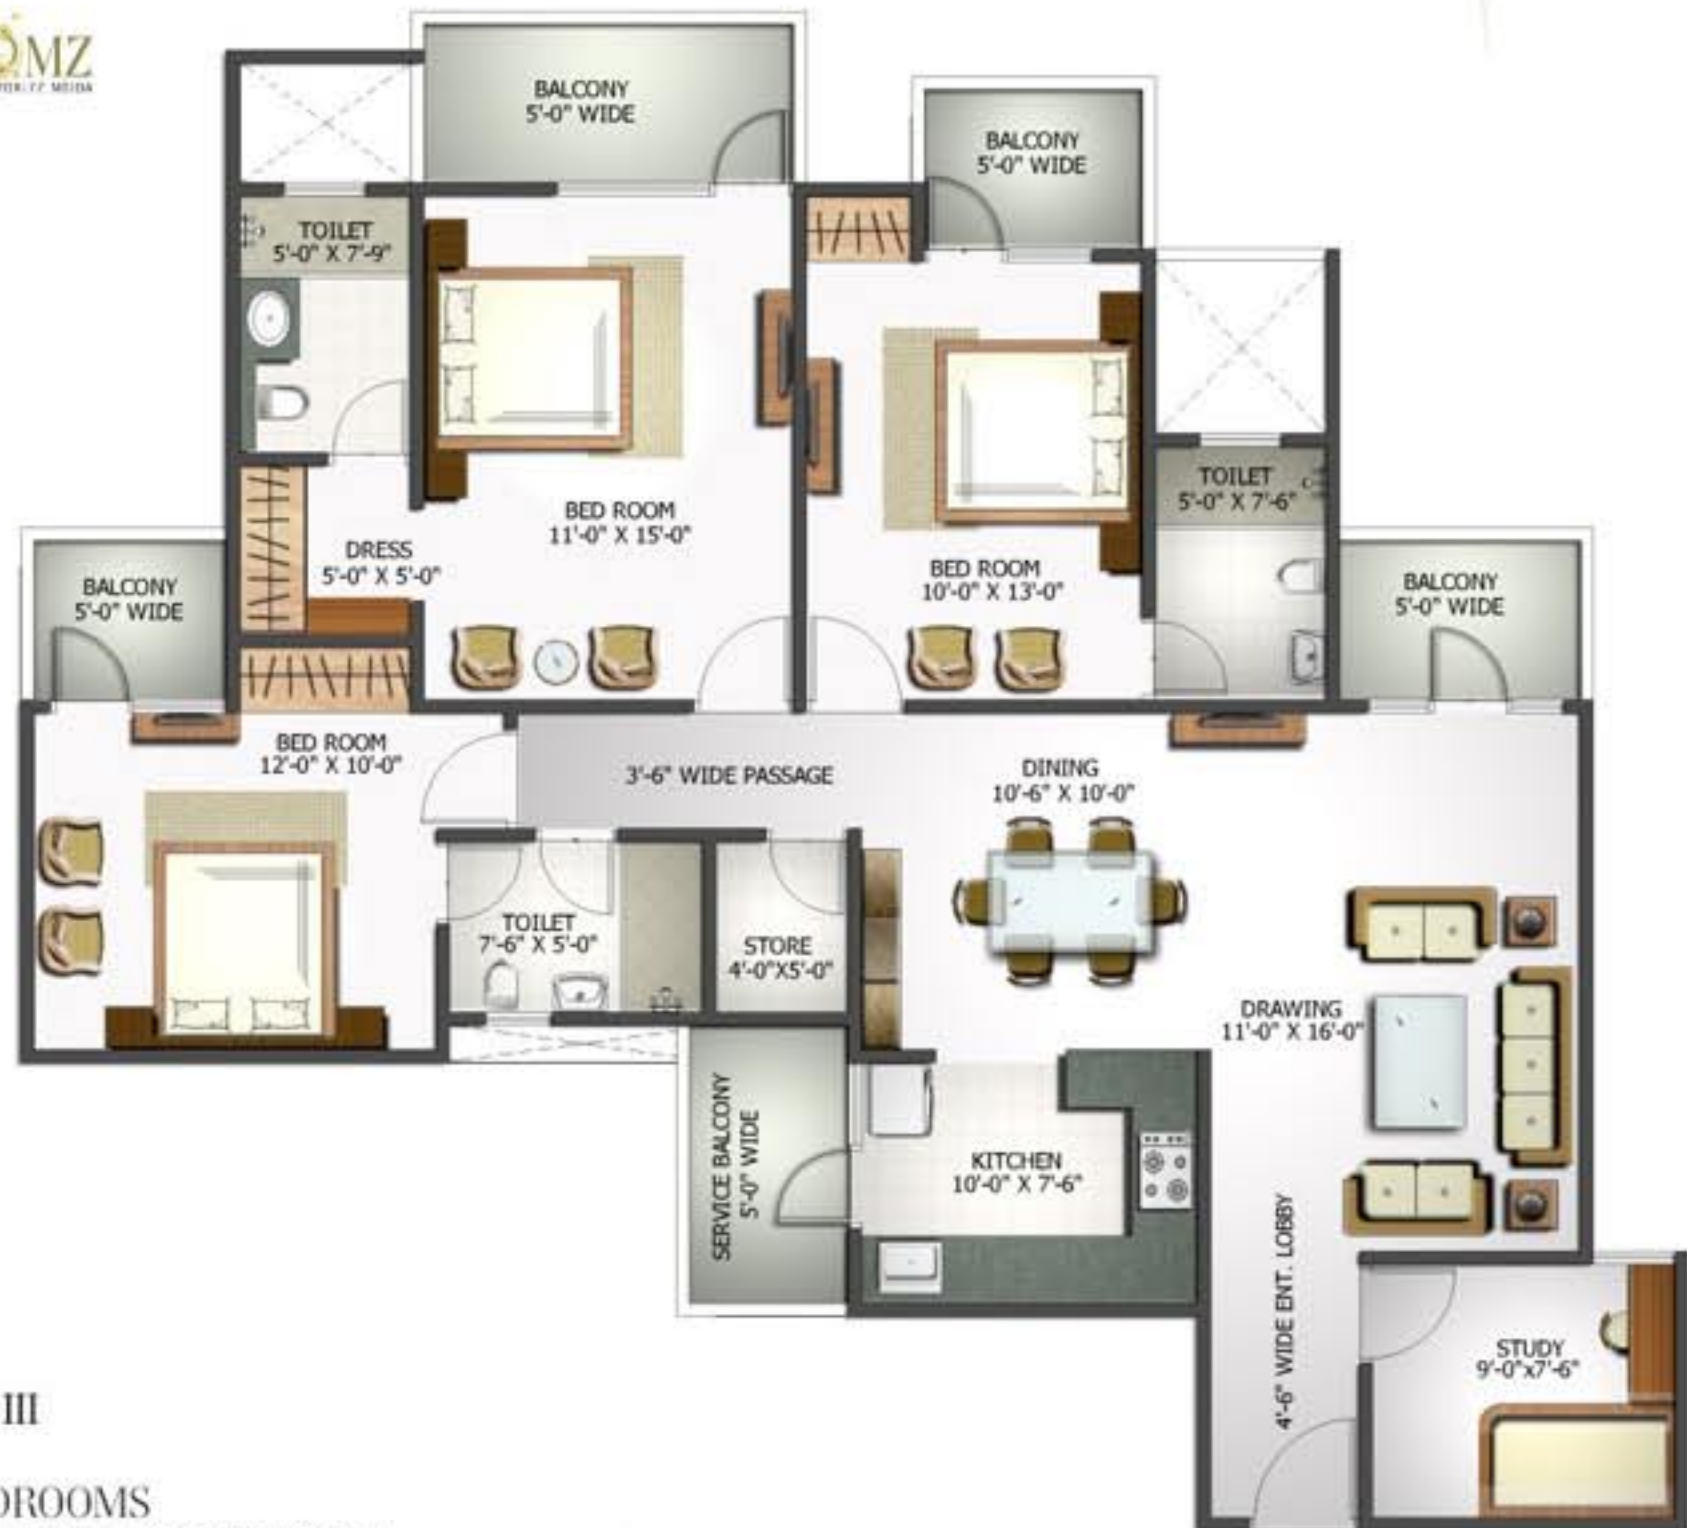 MZ
BALCONY
5'-0" WIDE
BALCONY
5'-0" WIDE
TOILET
5'-0" X 7'-9"
TOILET
5'-0" X 7'-6"
BED ROOM
11'-0" X 15'-0"
DRESS
5'-0" X 5'-0"
BED ROOM
10'-0" X 13'-0"
BALCONY
5'-0" WIDE
BALCONY
5'-0" WIDE
BED ROOM
12'-0" X 10'-0"
3'-6" WIDE PASSAGE
DINING
10'-6" X 10'-0"
TOILET
7'-6" X 5'-0"
STORE
4'-0"X5'-0"
DRAWING
11'-0" X 16'-0"
SERVICE BALCONY
5'-0" WIDE
KITCHEN
10'-0" X 7'-6"
4'-6" WIDE ENT. LOBBY
STUDY
9'-0"x7'-6"
III
DROOMS